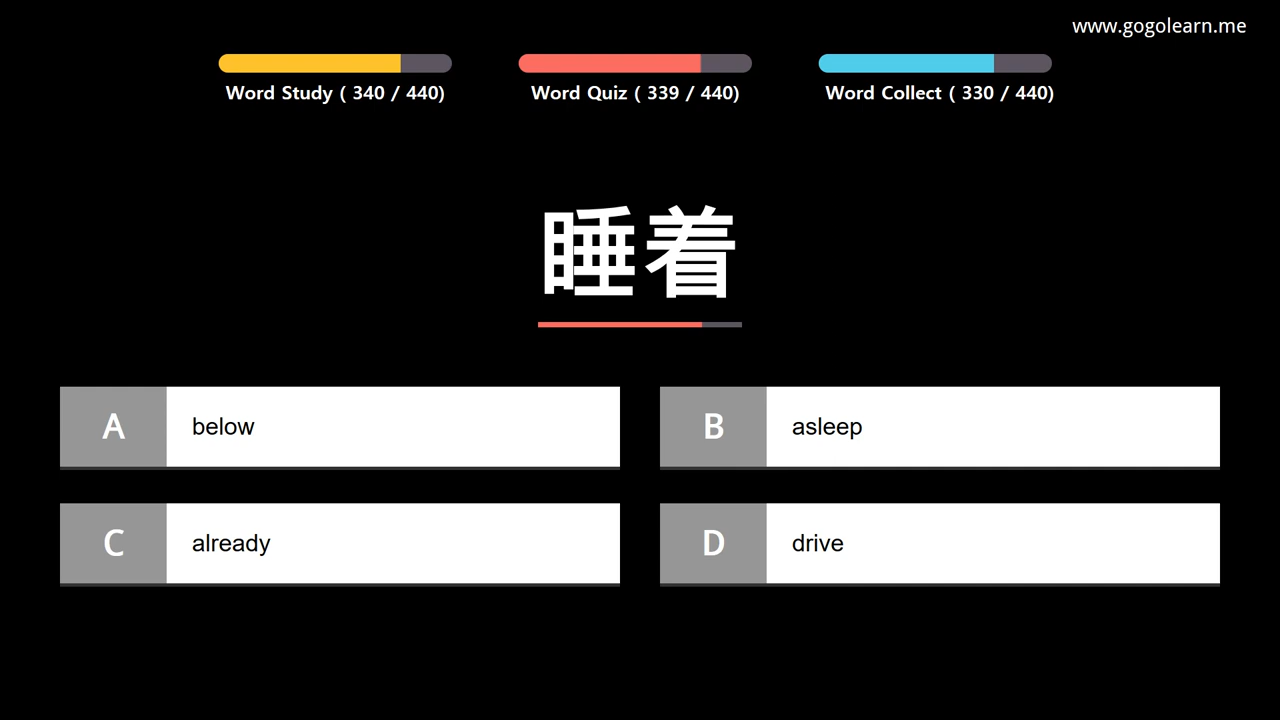 www.gogolearn.me
Word Study ( 340 / 440)
Word Quiz ( 339 / 440)
Word Collect ( 330 / 440)
睡着
A below
B asleep
C already
D drive